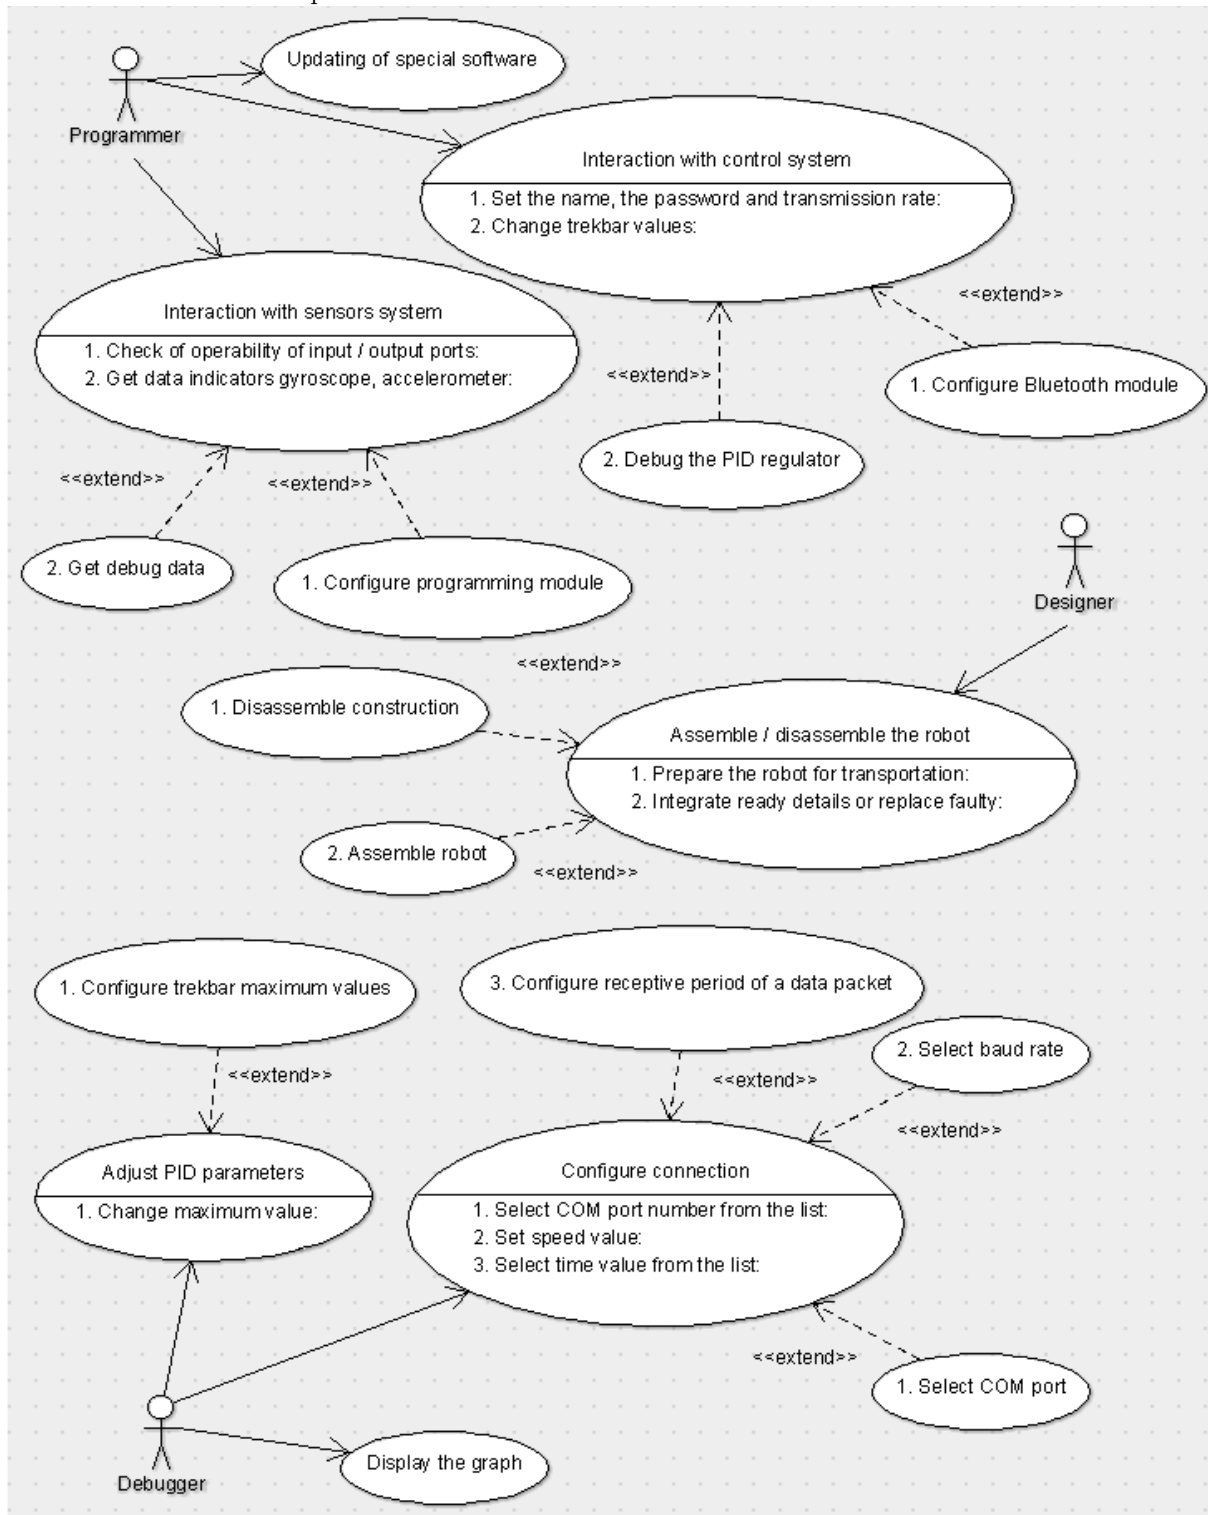 Updating of special software
Programmer
Interaction with control system
1. Set the name, the password and transmission rate:
2. Change trekbar values:
<<extend>>
Interaction with sensors system
1. Check of operability of input / output ports:
2. Get data indicators gyroscope, accelerometer:
<<extend>>
1. Configure Bluetooth module
2. Debug the PID regulator
<<extend>>
<<extend>>
2. Get debug data
1. Configure programming module
Designer
<<extend>>
1. Disassemble construction
Assemble / disassemble the robot
1. Prepare the robot for transportation:
2. Integrate ready details or replace faulty:
2. Assemble robot
<<extend>>
1. Configure trekbar maximum values
3. Configure receptive period of a data packet
2. Select baud rate
<<extend>>
<<extend>>
<<extend>>
Adjust PID parameters
1. Change maximum value:
Configure connection
1. Select COM port number from the list:
2. Set speed value:
3. Select time value from the list:
<<extend>>
1. Select COM port
Display the graph
Debugger